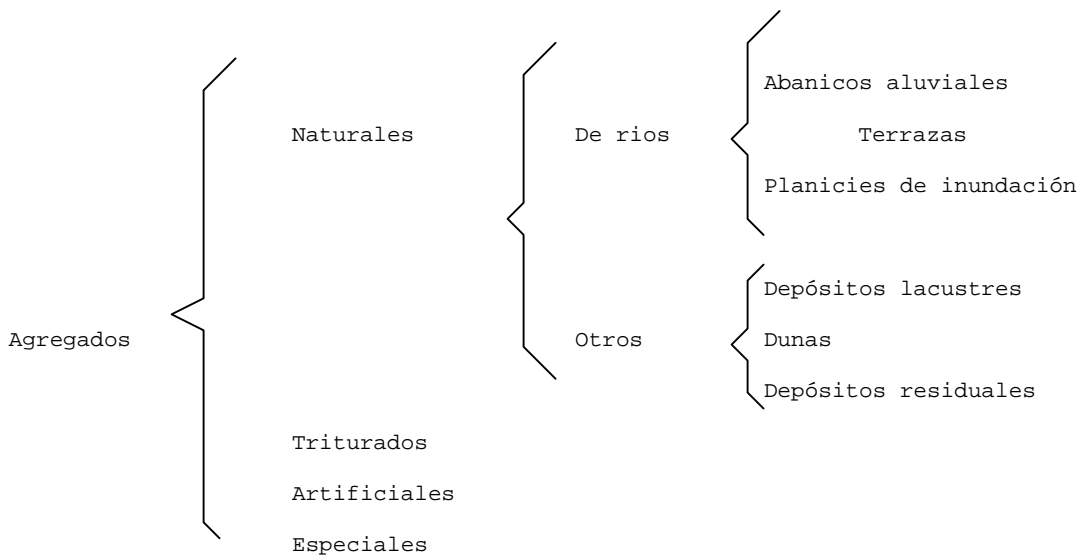 Abanicos aluviales
Naturales De rios Terrazas
Planicies de inundación
Depósitos lacustres
Agregados Otros Dunas
Depósitos residuales
Triturados
Artificiales
Especiales